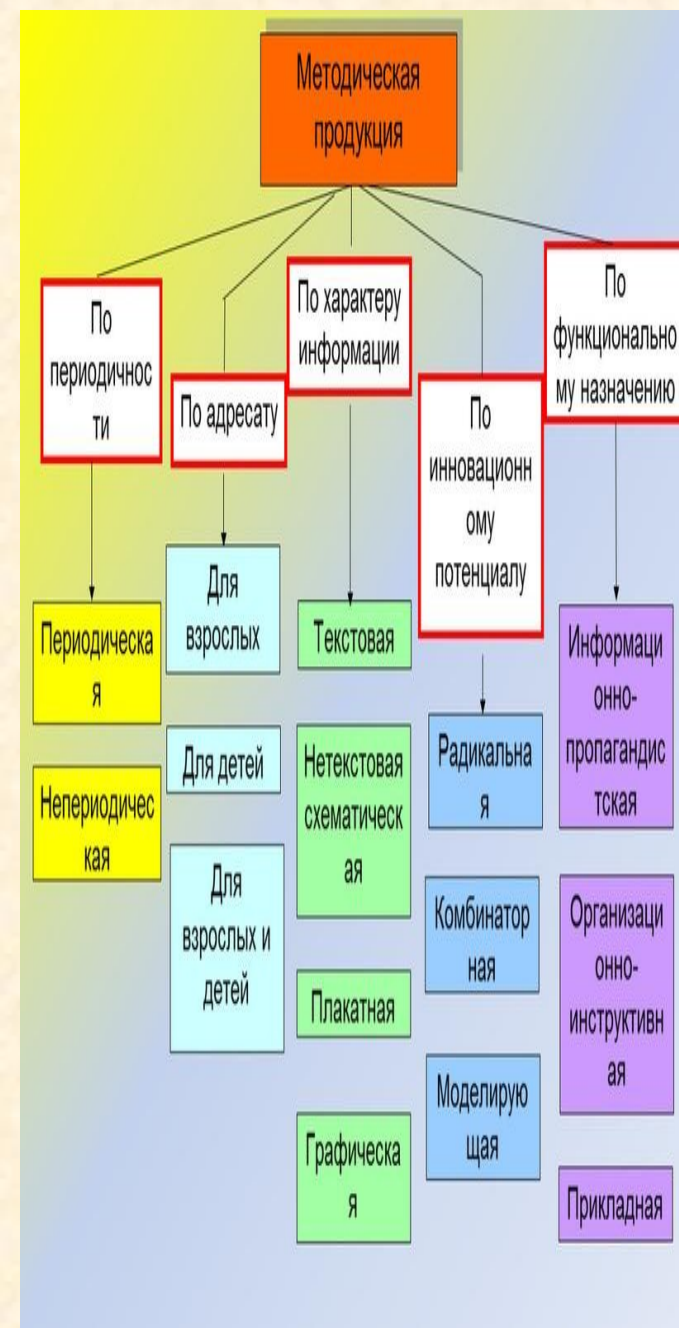 Методическая
продукция
По
периодичнос
ти
Периодическа
я
Непериодичес
кая
По адресату
Для
взрослых
Для детей
Для
взрослых и
детей
По характеру
информации
Текстовая
Нетекстовая
схематическ
ая
Плакатная
Графическа
я
По
инновационн
ому
потенциалу
Радикальна
я
Комбинатор
ная
Моделирую
щая
По
функционально
му назначению
Информаци
онно-
пропагандис
тская
Организаци
онно-
инструктивн
ая
Прикладная